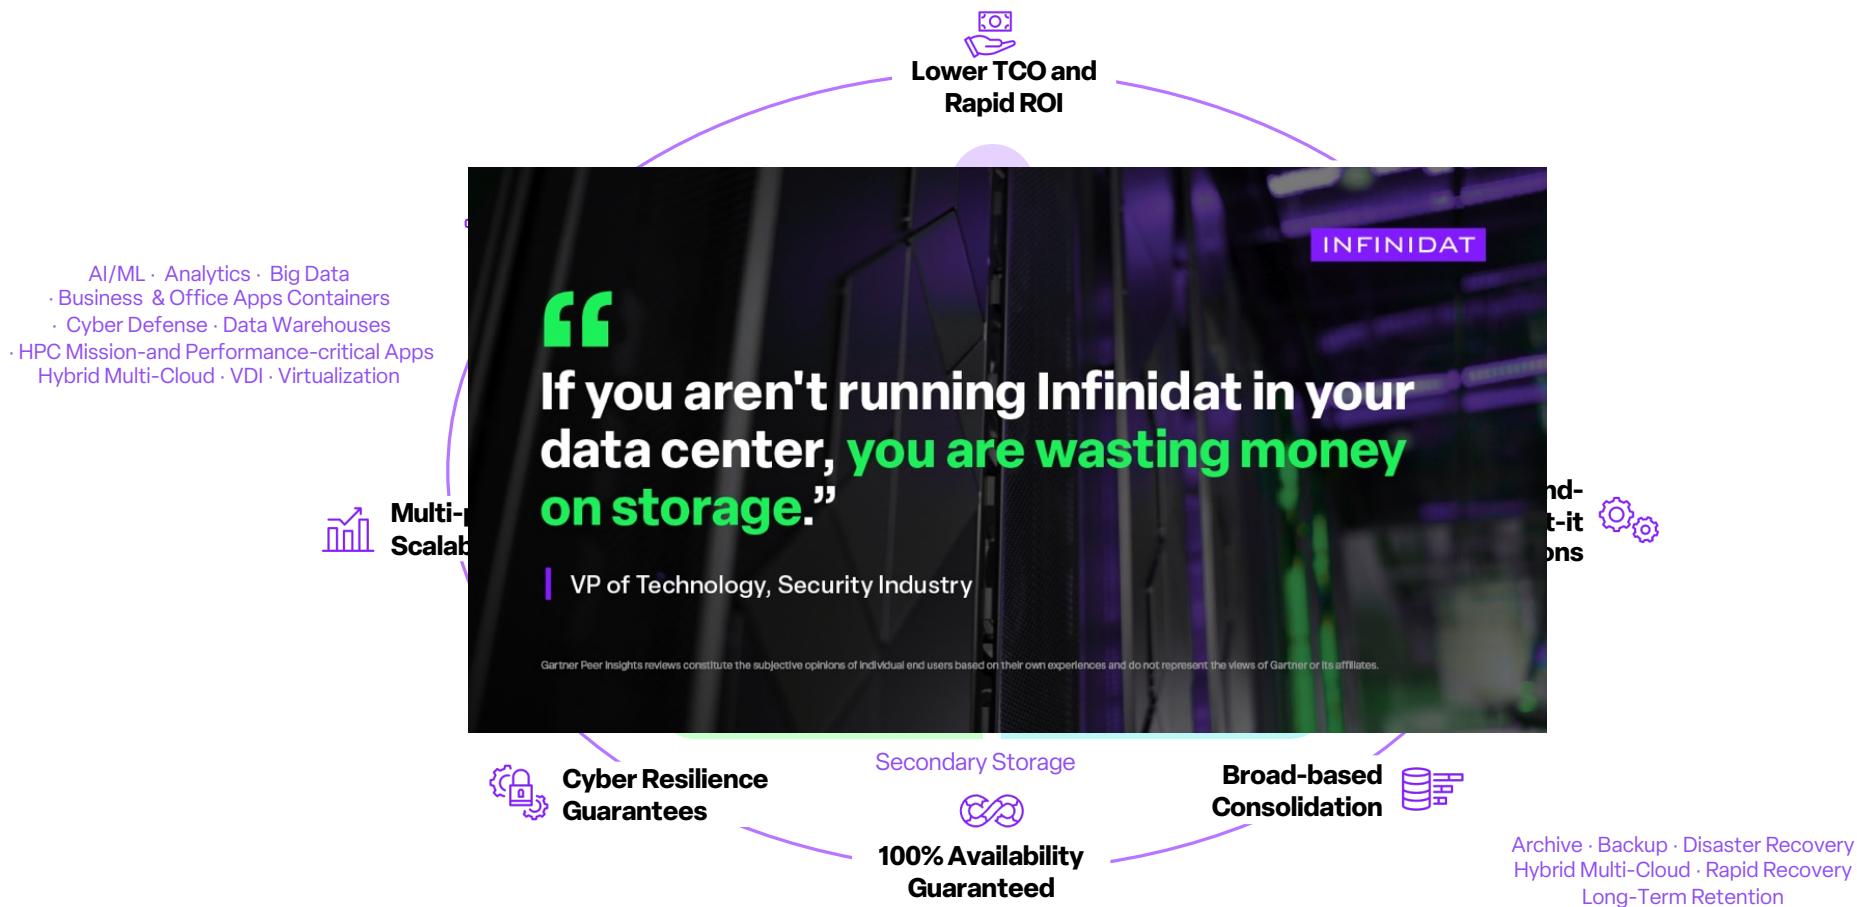 Lower TCO and
Rapid ROI
INFINIDAT
AI/ML · Analytics · Big Data
· Business & Office Apps Containers
· Cyber Defense · Data Warehouses
· HPC Mission-and Performance-critical Apps
Hybrid Multi-Cloud · VDI · Virtualization
“
If you aren't running Infinidat in your
data center, you are wasting money
on storage.”
VP of Technology, Security Industry
Gartner Peer Insights reviews constitute the subjective opinions of individual end users based on their own experiences and do not represent the views of Gartner or its affiliates.
Multi-
Scalab
nd-
t-it
ons
Secondary Storage
Cyber Resilience
Guarantees
Broad-based
Consolidation
100% Availability
Guaranteed
Archive · Backup · Disaster Recovery
Hybrid Multi-Cloud · Rapid Recovery
Long-Term Retention